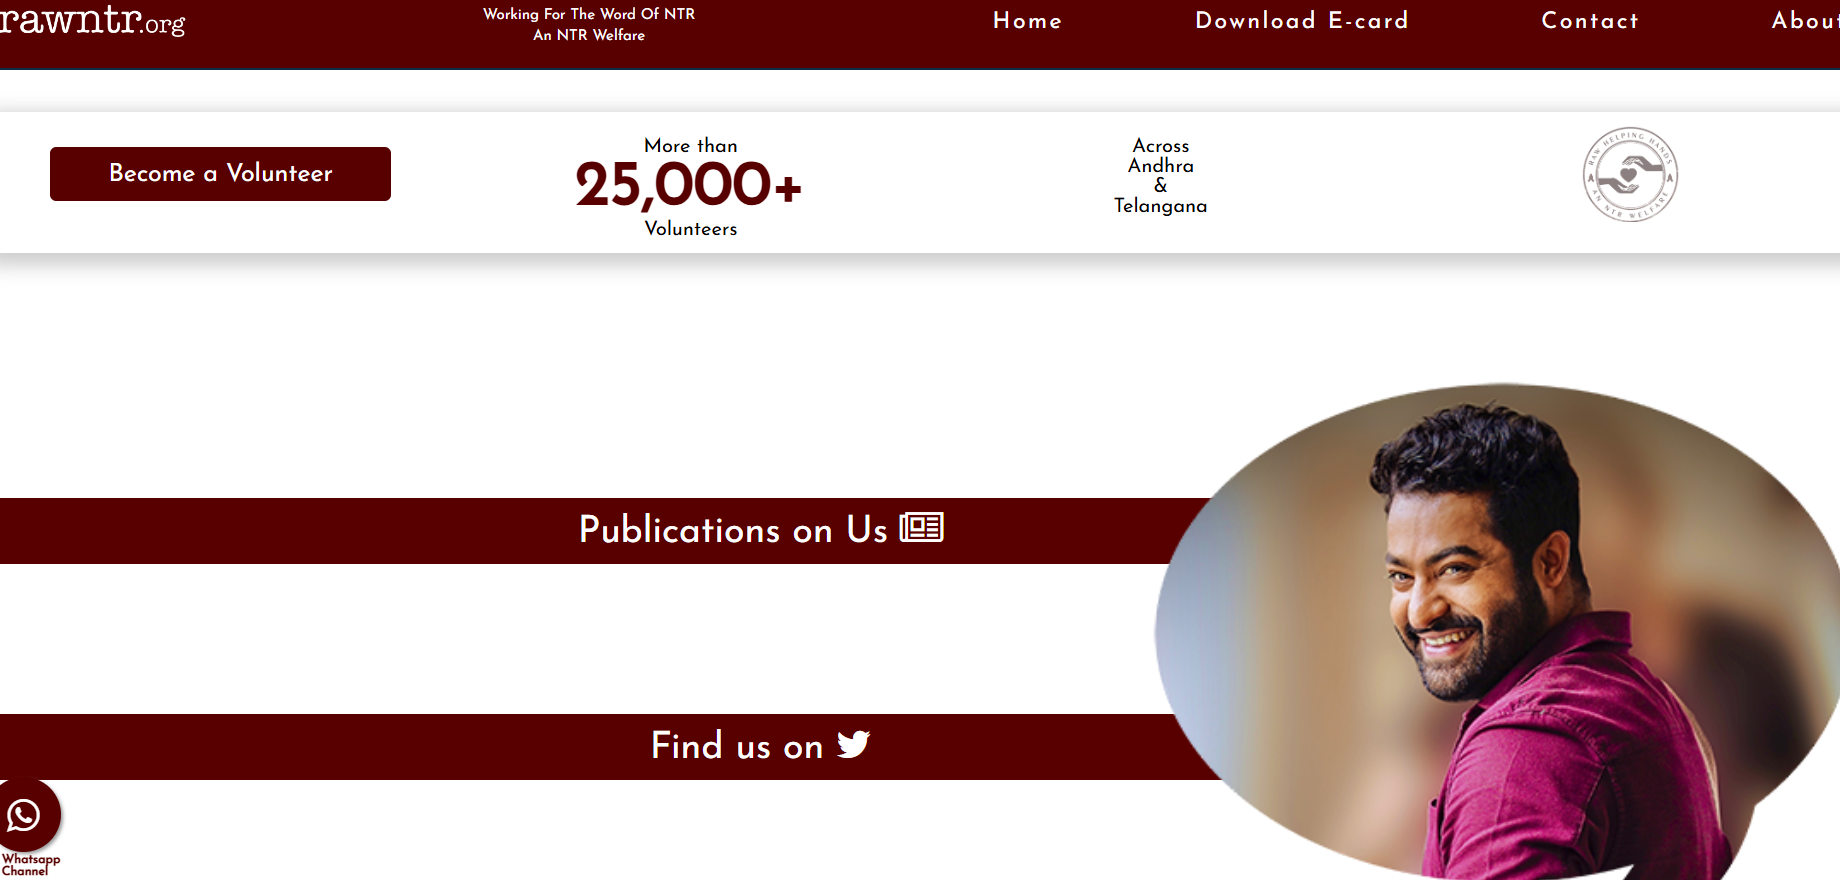 rawntr.org
Working For The Word Of NTR
An NTR Welfare
Home
Download E-card
Contact
About
Become a Volunteer
More than
25,000+
Volunteers
Across
Andhra
&
Telangana
RAW HELPING HANDS
A AN NTR WELFARE A
Publications on Us
Find us on
Whatsapp
Channel